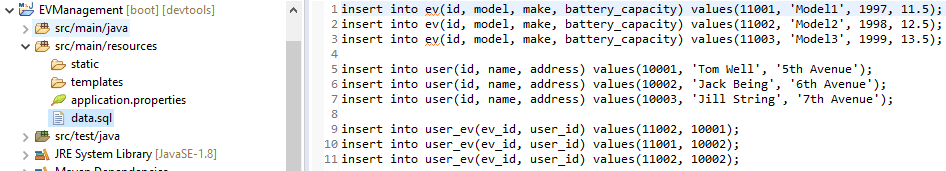 EVManagement [boot] [devtools]
src/main/java
src/main/resources
static
templates
application.properties
data.sql
src/test/java
JRE System Library [JavaSE-1.8]
1 insert into ev(id, model, make, battery_capacity) values(11001, 'Model1', 1997, 11.5);
2 insert into ev(id, model, make, battery_capacity) values(11002, 'Model2', 1998, 12.5);
3 insert into ev(id, model, make, battery_capacity) values(11003, 'Model3', 1999, 13.5);
4
5 insert into user(id, name, address) values(10001, 'Tom Well', '5th Avenue');
6 insert into user(id, name, address) values(10002, 'Jack Being', '6th Avenue');
7 insert into user(id, name, address) values(10003, 'Jill String', '7th Avenue');
8
9 insert into user_ev(ev_id, user_id) values(11002, 10001);
10 insert into user_ev(ev_id, user_id) values(11001, 10002);
11 insert into user_ev(ev_id, user_id) values(11002, 10002);